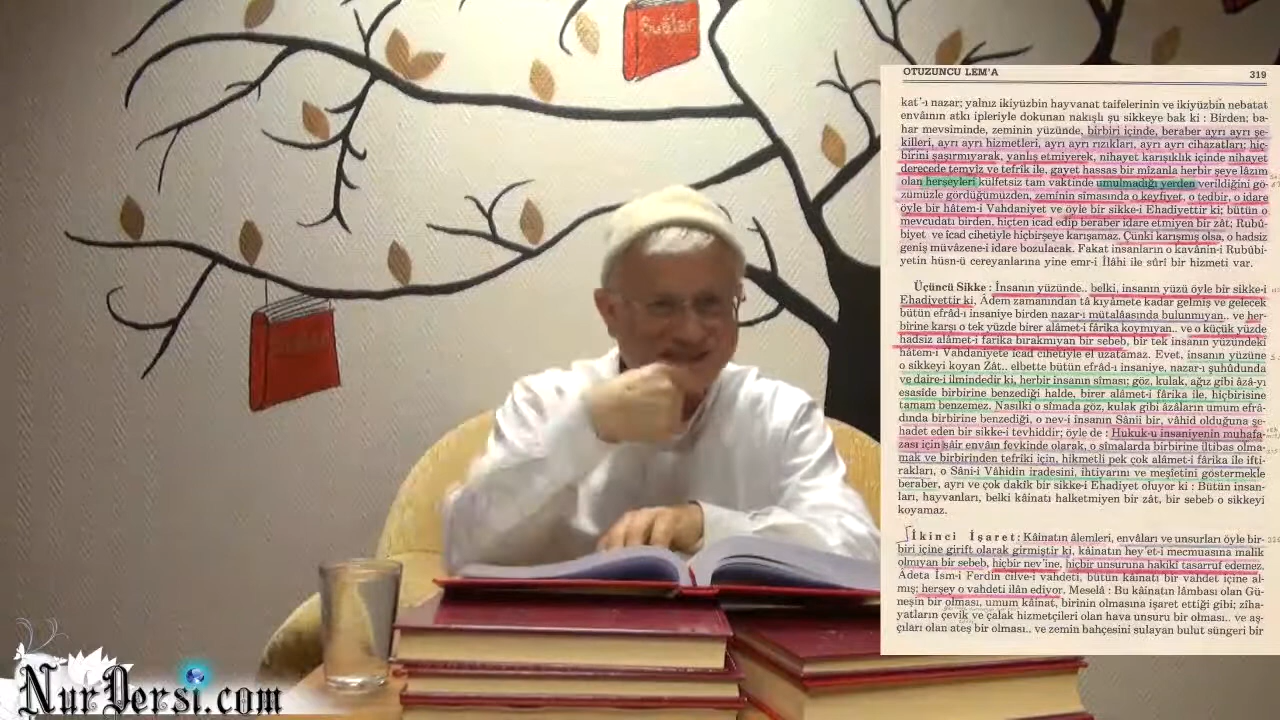 Suâlar
OTUZUNCU LEM'A 319
kat'-ı nazar; yalnız ikiyüzbin hayvanat taifelerinin ve ikiyüzbin nebatat
envâının atkı ipleriyle dokunan nakışlı şu sikkeye bak ki : Birden; ba-
har mevsiminde, zeminin yüzünde, birbiri içinde, beraber ayrı ayrı şe-
killeri, ayrı ayrı hizmetleri, ayrı ayrı rızıkları, ayrı ayrı cihazatları; hiç-
birini şaşırmıyarak, yanlış etmiyerek, nihayet karışıklık içinde nihayet
derecede temyiz ve tefrik ile, gayet hassas bir mîzanla herbir şeye lâzım
olan herşeyleri külfetsiz tam vaktinde umulmadığı yerden verildiğini gö-
zümüzle gördüğümüzden, zeminin sîmasında o keyfiyet, o tedbir, o idare
öyle bir hâtem-i Vahdaniyet ve öyle bir sikke-i Ehadiyettir ki; bütün o
mevcudatı birden, hiçten icad edip beraber idare etmiyen bir zât; Rubû-
biyet ve icad cihetiyle hiçbirşeye karışamaz. Çünki karışmış olsa, o hadsiz
geniş müvâzene-i idare bozulacak. Fakat insanların o kavânin-i Rubûbi-
yetin hüsn-ü cereyanlarına yine emr-i İlâhi ile sûrî bir hizmeti var.
Üçüncü Sikke : İnsanın yüzünde.. belki, insanın yüzü öyle bir sikke-i
Ehadiyettir ki, Âdem zamanından tâ kıyâmete kadar gelmiş ve gelecek
bütün efrâd-ı insaniye birden nazar-ı mütalâasında bulunmıyan.. ve her-
birine karşı o tek yüzde birer alâmet-i fârika koymıyan.. ve o küçük yüzde
hadsiz alâmet-i farika bırakmıyan bir sebeb, bir tek insanın yüzündeki
hâtem-i Vahdaniyete icad cihetiyle el uzatamaz. Evet, insanın yüzüne
o sikkeyi koyan Zât.. elbette bütün efrâd-ı insaniye, nazar-ı şuhûdunda
ve daire-i ilmindedir ki, herbir insanın sîması; göz, kulak, ağız gibi âzâ-yı
esaside birbirine benzediği halde, birer alâmet-i fârika ile, hiçbirisine
tamam benzemez. Nasılki o sîmada göz, kulak gibi âzâların umum efrâ-
dında birbirine benzediği, o nev-i insanın Sânii bir, vâhid olduğuna şe-
hadet eden bir sikke-i tevhiddir; öyle de : Hukuk-u insaniyenin muhafa-
zası için sâir envâın fevkinde olarak, o sîmalarda birbirine iltibas olma-
mak ve birbirinden tefriki için, hikmetli pek çok alâmet-i fârika ile ifti-
rakları, o Sâni-i Vâhidin iradesini, ihtiyarını ve meşietini göstermekle
beraber, ayrı ve çok dakîk bir sikke-i Ehadiyet oluyor ki : Bütün insan-
ları, hayvanları, belki kâinatı halketmiyen bir zât, bir sebeb o sikkeyi
koyamaz.
İkinci İşaret : Kâinatın âlemleri, envâları ve unsurları öyle bir-
biri içine girift olarak girmiştir ki, kâinatın hey'et-i mecmuasına malik
olmıyan bir sebeb, hiçbir nev'ine, hiçbir unsuruna hakikî tasarruf edemez.
Âdeta İsm-i Ferdin cilve-i vahdeti, bütün kâinatı bir vahdet içine al-
mış; herşey o vahdeti ilân ediyor. Meselâ : Bu kâinatın lâmbası olan Gü-
neşin bir olması, umum kâinat, birinin olmasına işaret ettiği gibi; zîha-
yatların çevik ve çalak hizmetçileri olan hava unsuru bir olması.. ve aş-
çıları olan ateş bir olması.. ve zemin bahçesini sulayan bulut süngeri bir
NurDersi.com